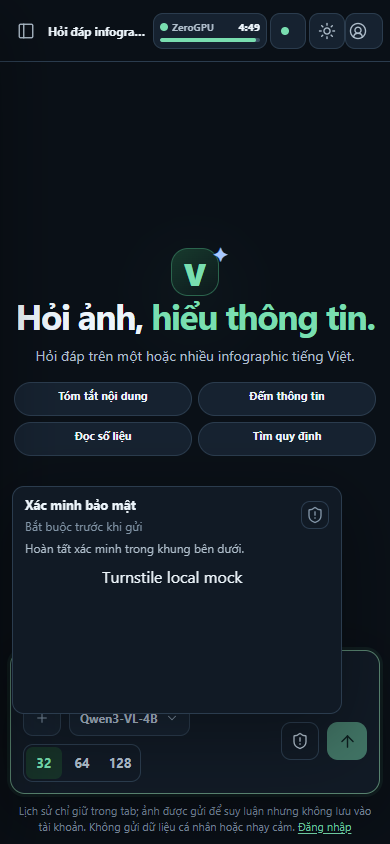 Hỏi đáp infogra...
ZeroGPU 4:49
V
Hỏi ảnh, hiểu thông tin.
Hỏi đáp trên một hoặc nhiều infographic tiếng Việt.
Tóm tắt nội dung
Đếm thông tin
Đọc số liệu
Tìm quy định
Xác minh bảo mật
Bắt buộc trước khi gửi
Hoàn tất xác minh trong khung bên dưới.
Turnstile local mock
Qwen3-VL-4B
32 64 128
Lịch sử chỉ giữ trong tab; ảnh được gửi để suy luận nhưng không lưu vào
tài khoản. Không gửi dữ liệu cá nhân hoặc nhạy cảm. Đăng nhập